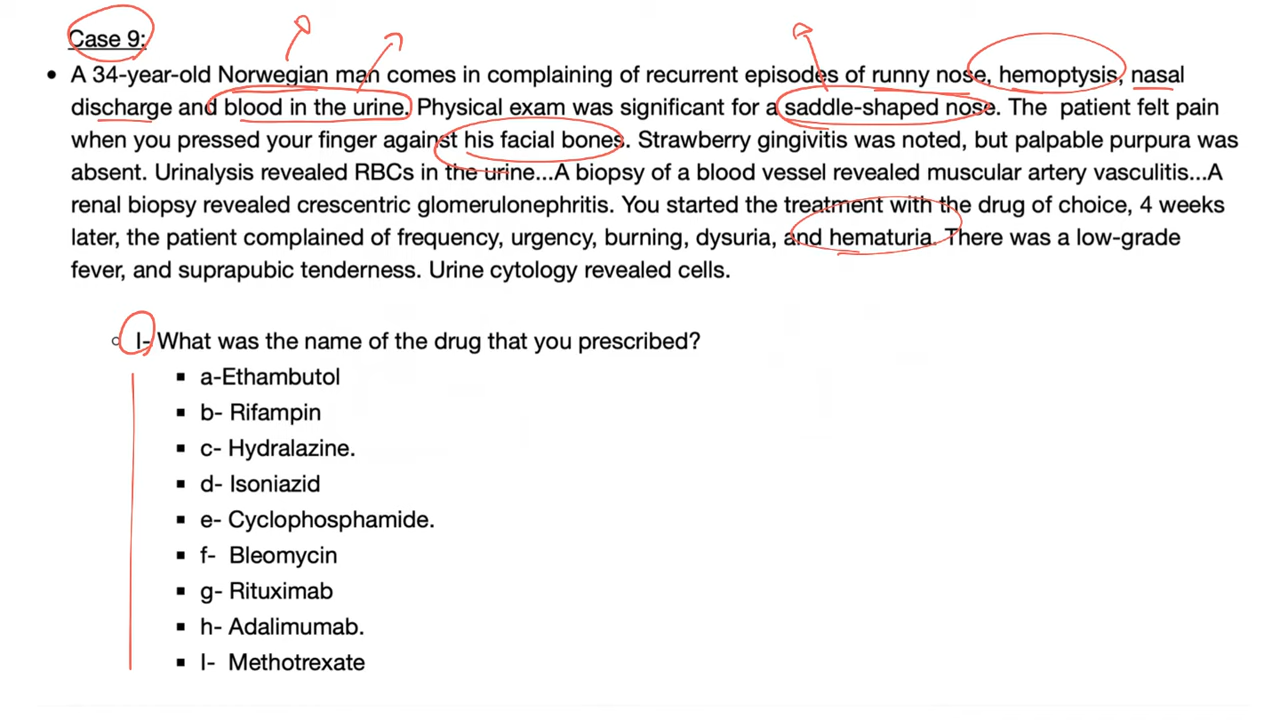 Case 9:
• A 34-year-old Norwegian man comes in complaining of recurrent episodes of runny nose, hemoptysis, nasal
discharge and blood in the urine. Physical exam was significant for a saddle-shaped nose. The patient felt pain
when you pressed your finger against his facial bones. Strawberry gingivitis was noted, but palpable purpura was
absent. Urinalysis revealed RBCs in the urine...A biopsy of a blood vessel revealed muscular artery vasculitis...A
renal biopsy revealed crescentric glomerulonephritis. You started the treatment with the drug of choice, 4 weeks
later, the patient complained of frequency, urgency, burning, dysuria, and hematuria. There was a low-grade
fever, and suprapubic tenderness. Urine cytology revealed cells.
I- What was the name of the drug that you prescribed?
a-Ethambutol
b- Rifampin
c- Hydralazine.
d- Isoniazid
e- Cyclophosphamide.
f- Bleomycin
g- Rituximab
h- Adalimumab.
I- Methotrexate